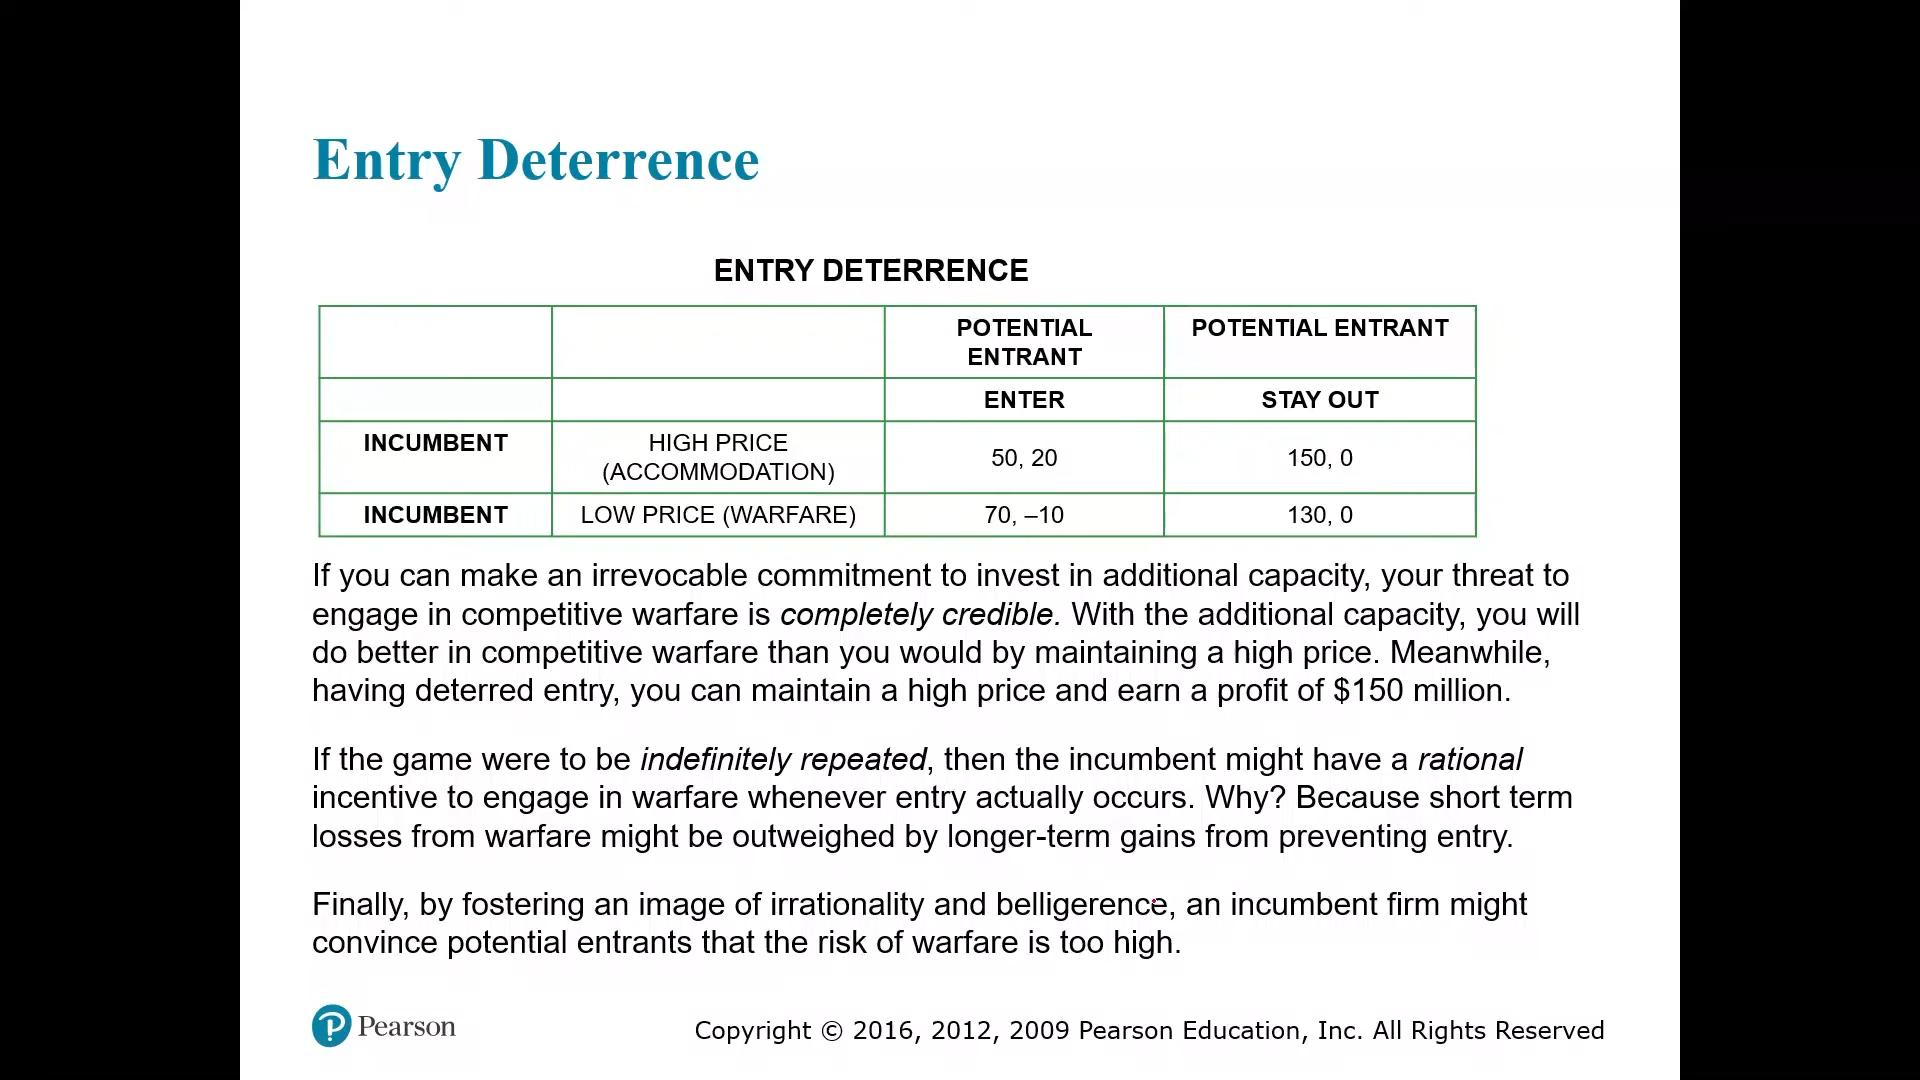 Entry Deterrence
ENTRY DETERRENCE
POTENTIAL ENTRANT POTENTIAL ENTRANT
ENTER STAY OUT
INCUMBENT HIGH PRICE (ACCOMMODATION) 50, 20 150, 0
INCUMBENT LOW PRICE (WARFARE) 70, –10 130, 0
If you can make an irrevocable commitment to invest in additional capacity, your threat to
engage in competitive warfare is completely credible. With the additional capacity, you will
do better in competitive warfare than you would by maintaining a high price. Meanwhile,
having deterred entry, you can maintain a high price and earn a profit of $150 million.
If the game were to be indefinitely repeated, then the incumbent might have a rational
incentive to engage in warfare whenever entry actually occurs. Why? Because short term
losses from warfare might be outweighed by longer-term gains from preventing entry.
Finally, by fostering an image of irrationality and belligerence, an incumbent firm might
convince potential entrants that the risk of warfare is too high.
Pearson
Copyright © 2016, 2012, 2009 Pearson Education, Inc. All Rights Reserved